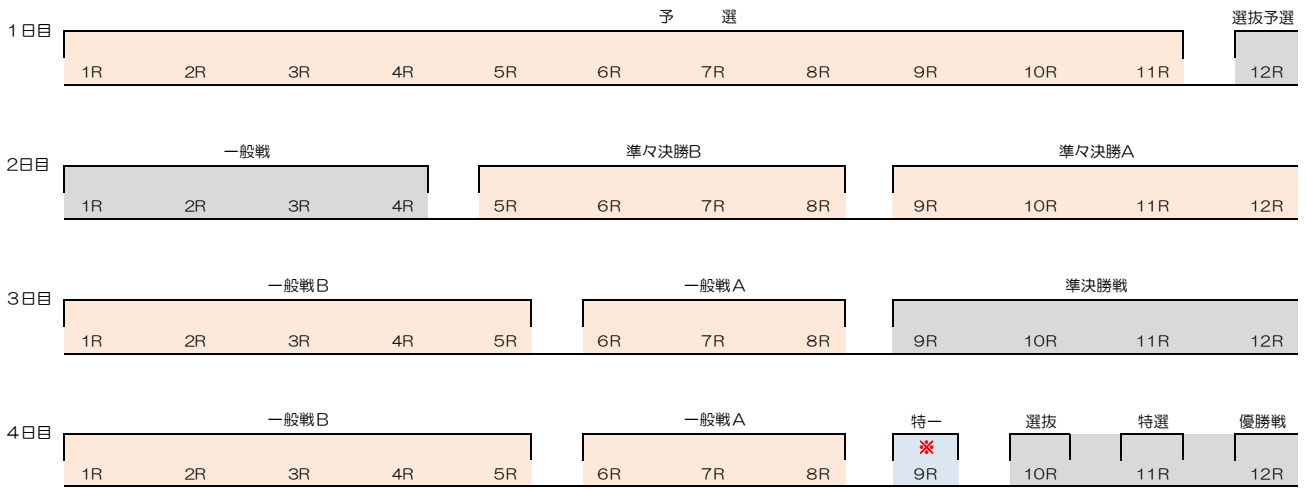 予　選　選抜予選
1日目
1R 2R 3R 4R 5R 6R 7R 8R 9R 10R 11R 12R
一般戦　準々決勝B　準々決勝A
2日目
1R 2R 3R 4R 5R 6R 7R 8R 9R 10R 11R 12R
一般戦B　一般戦A　準決勝戦
3日目
1R 2R 3R 4R 5R 6R 7R 8R 9R 10R 11R 12R
一般戦B　一般戦A　特一　選抜　特選　優勝戦
4日目
※
1R 2R 3R 4R 5R 6R 7R 8R 9R 10R 11R 12R